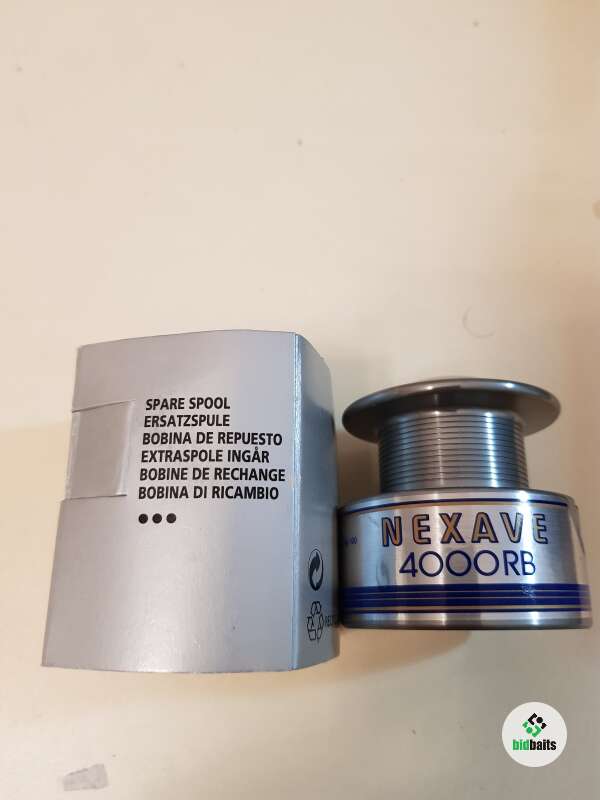 SPARE SPOOL
ERSATZSPULE
BOBINA DE REPUESTO
EXTRASPOLE INGÅR
BOBINE DE RECHANGE
BOBINA DI RICAMBIO
●●●
NEXAVE
4000RB
bidbaits